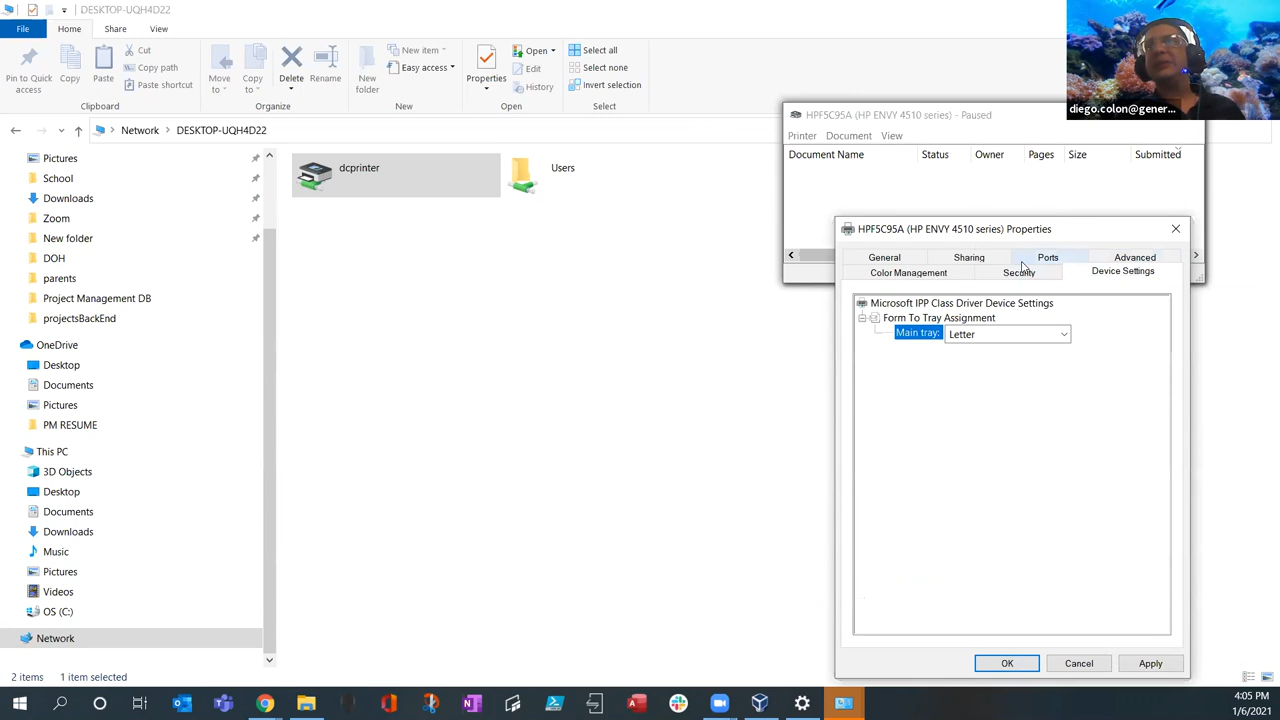 DESKTOP-UQH4D22
File
Home
Share
View
Pin to Quick access
Copy
Paste
Cut
Copy path
Paste shortcut
Clipboard
Move to
Copy to
Delete
Rename
Organize
New folder
New item
Easy access
New
Properties
Open
Edit
History
Open
Select all
Select none
Invert selection
Select
diego.colon@gener...
Network
DESKTOP-UQH4D22
Pictures
School
Downloads
Zoom
New folder
DOH
parents
Project Management DB
projectsBackEnd
OneDrive
Desktop
Documents
Pictures
PM RESUME
This PC
3D Objects
Desktop
Documents
Downloads
Music
Pictures
Videos
OS (C:)
Network
dcprinter
Users
HPF5C95A (HP ENVY 4510 series) - Paused
Printer
Document
View
Document Name
Status
Owner
Pages
Size
Submitted
HPF5C95A (HP ENVY 4510 series) Properties
General
Sharing
Ports
Advanced
Color Management
Security
Device Settings
Microsoft IPP Class Driver Device Settings
Form To Tray Assignment
Main tray:
Letter
OK
Cancel
Apply
2 items
1 item selected
4:05 PM
1/6/2021